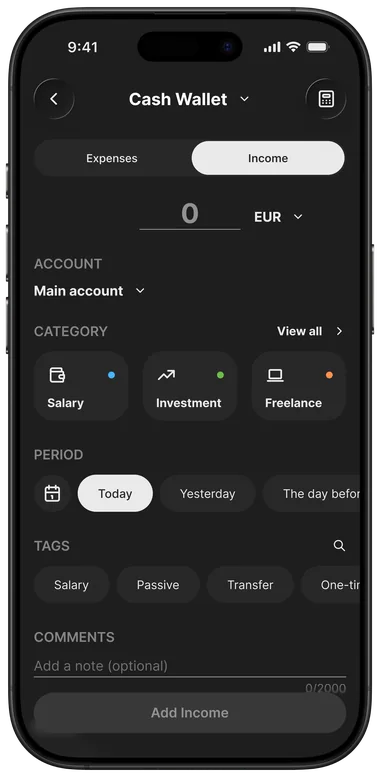 9:41
Cash Wallet
Expenses Income
0 EUR
ACCOUNT
Main account
CATEGORY View all
Salary Investment Freelance
PERIOD
Today Yesterday The day befor
TAGS
Salary Passive Transfer One-tir
COMMENTS
Add a note (optional)
0/2000
Add Income